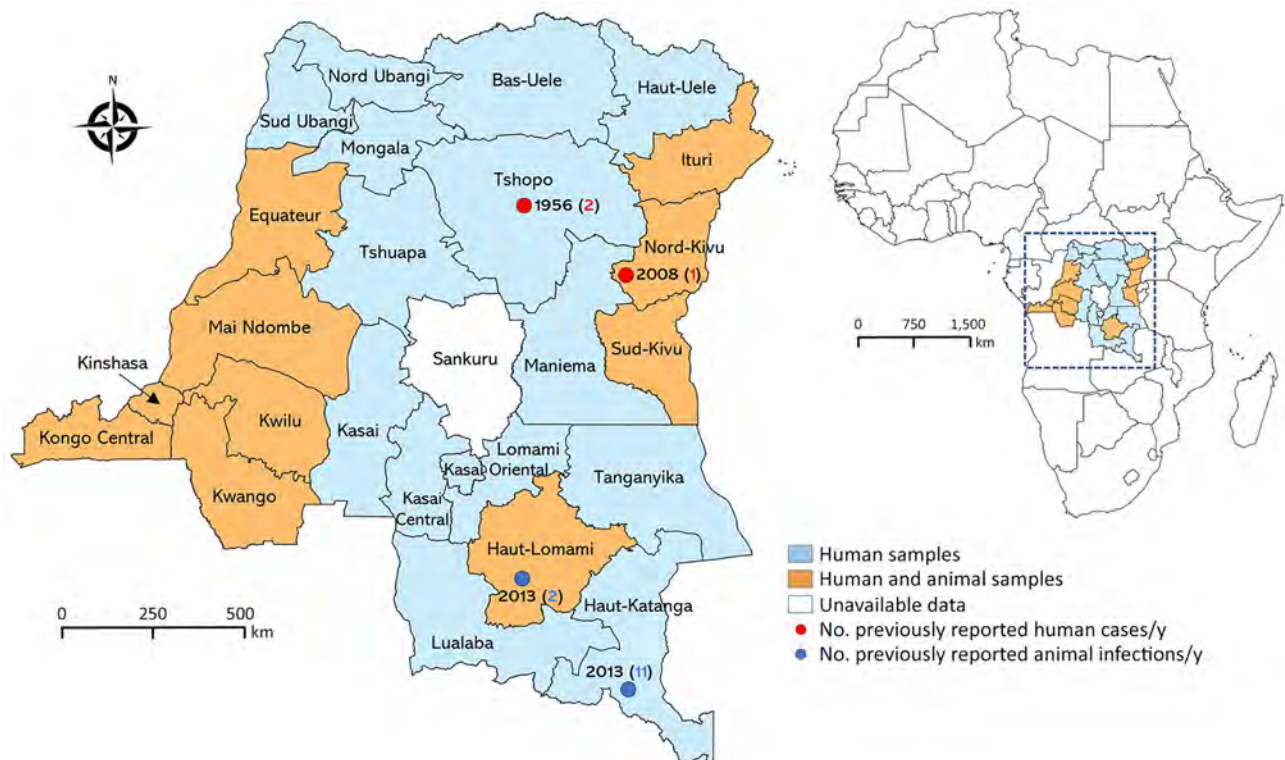 N
Nord Ubangi
Bas-Uele
Haut-Uele
Sud Ubangi
Mongala
Ituri
Tshopo
1956 (2)
Equateur
Tshuapa
Nord-Kivu
2008 (1)
Mai Ndombe
Sankuru
Maniema
Sud-Kivu
Kinshasa
Kongo Central
Kwilu
Kasai
Kwango
Kasai
Central
Kasai
Lomami
Oriental
Tanganyika
Haut-Lomami
2013 (2)
Haut-Katanga
Lualaba
2013 (11)
0 250 500
km
0 750 1,500
km
Human samples
Human and animal samples
Unavailable data
No. previously reported human cases/y
No. previously reported animal infections/y